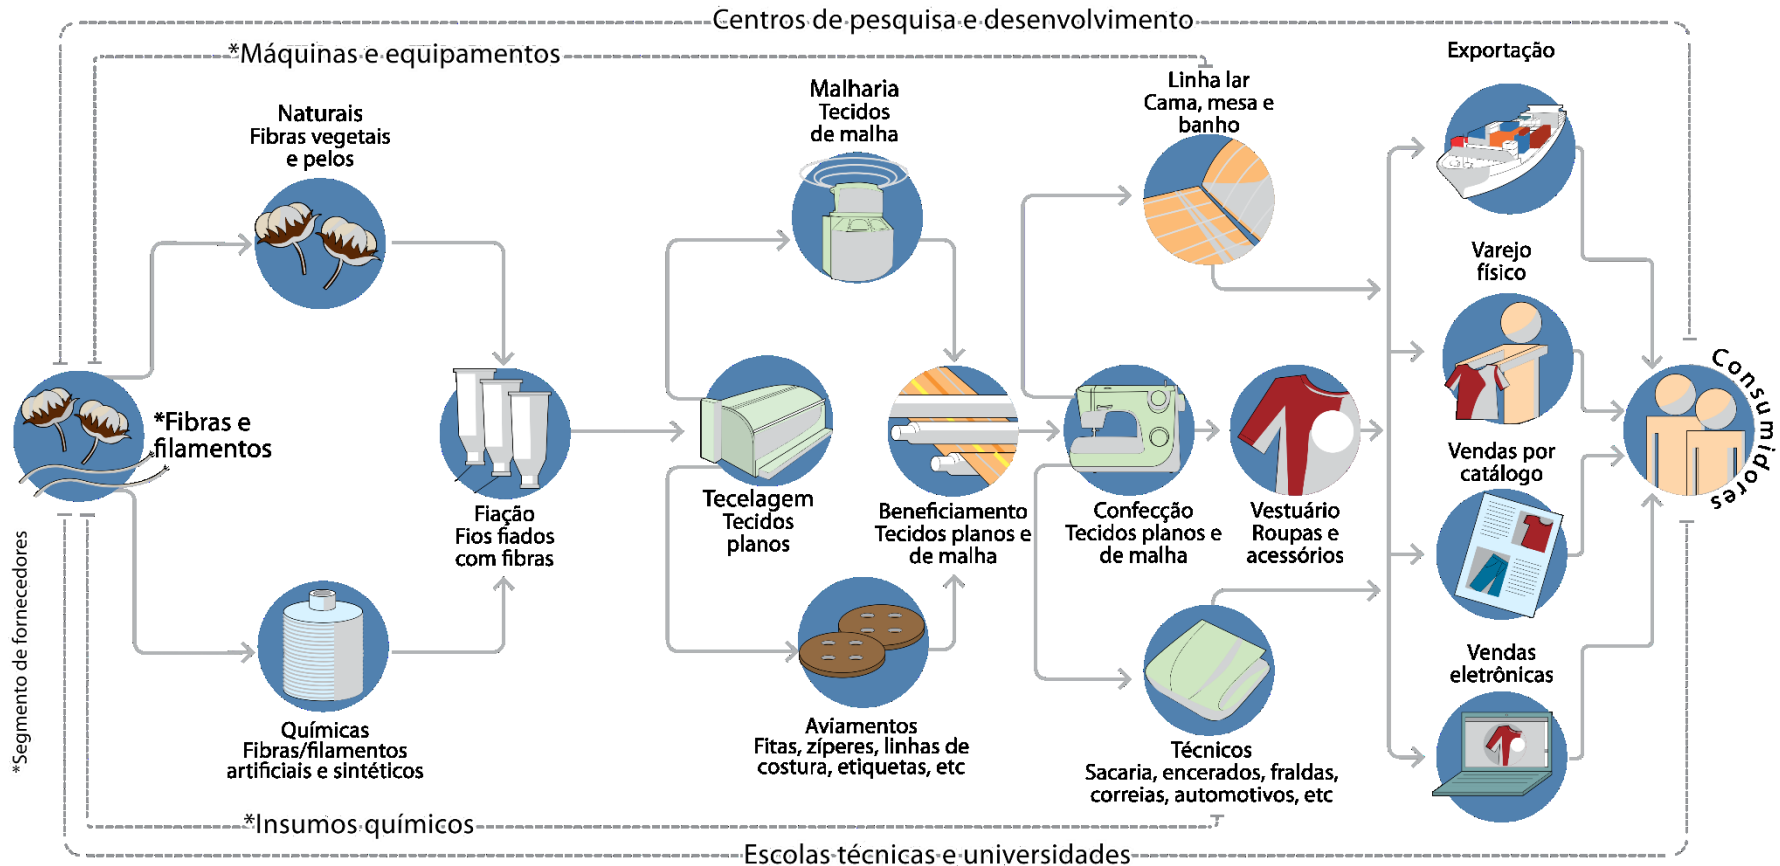 Centros de pesquisa e desenvolvimento
*Máquinas e equipamentos
Exportação
Naturais
Fibras vegetais
e pelos
Malharia
Tecidos
de malha
Linha lar
Cama, mesa e
banho
Varejo
físico
*Fibras e
filamentos
Consumidores
Vendas por
catálogo
Fiação
Fios fiados
com fibras
Tecelagem
Tecidos
planos
Beneficiamento
Tecidos planos e
de malha
Confecção
Tecidos planos e
de malha
Vestuário
Roupas e
acessórios
*Segmento de fornecedores
Vendas
eletrônicas
Químicas
Fibras/filamentos
artificiais e sintéticos
Aviamentos
Fitas, zíperes, linhas de
costura, etiquetas, etc
Técnicos
Sacaria, encerados, fraldas,
correias, automotivos, etc
*Insumos químicos
Escolas técnicas e universidades